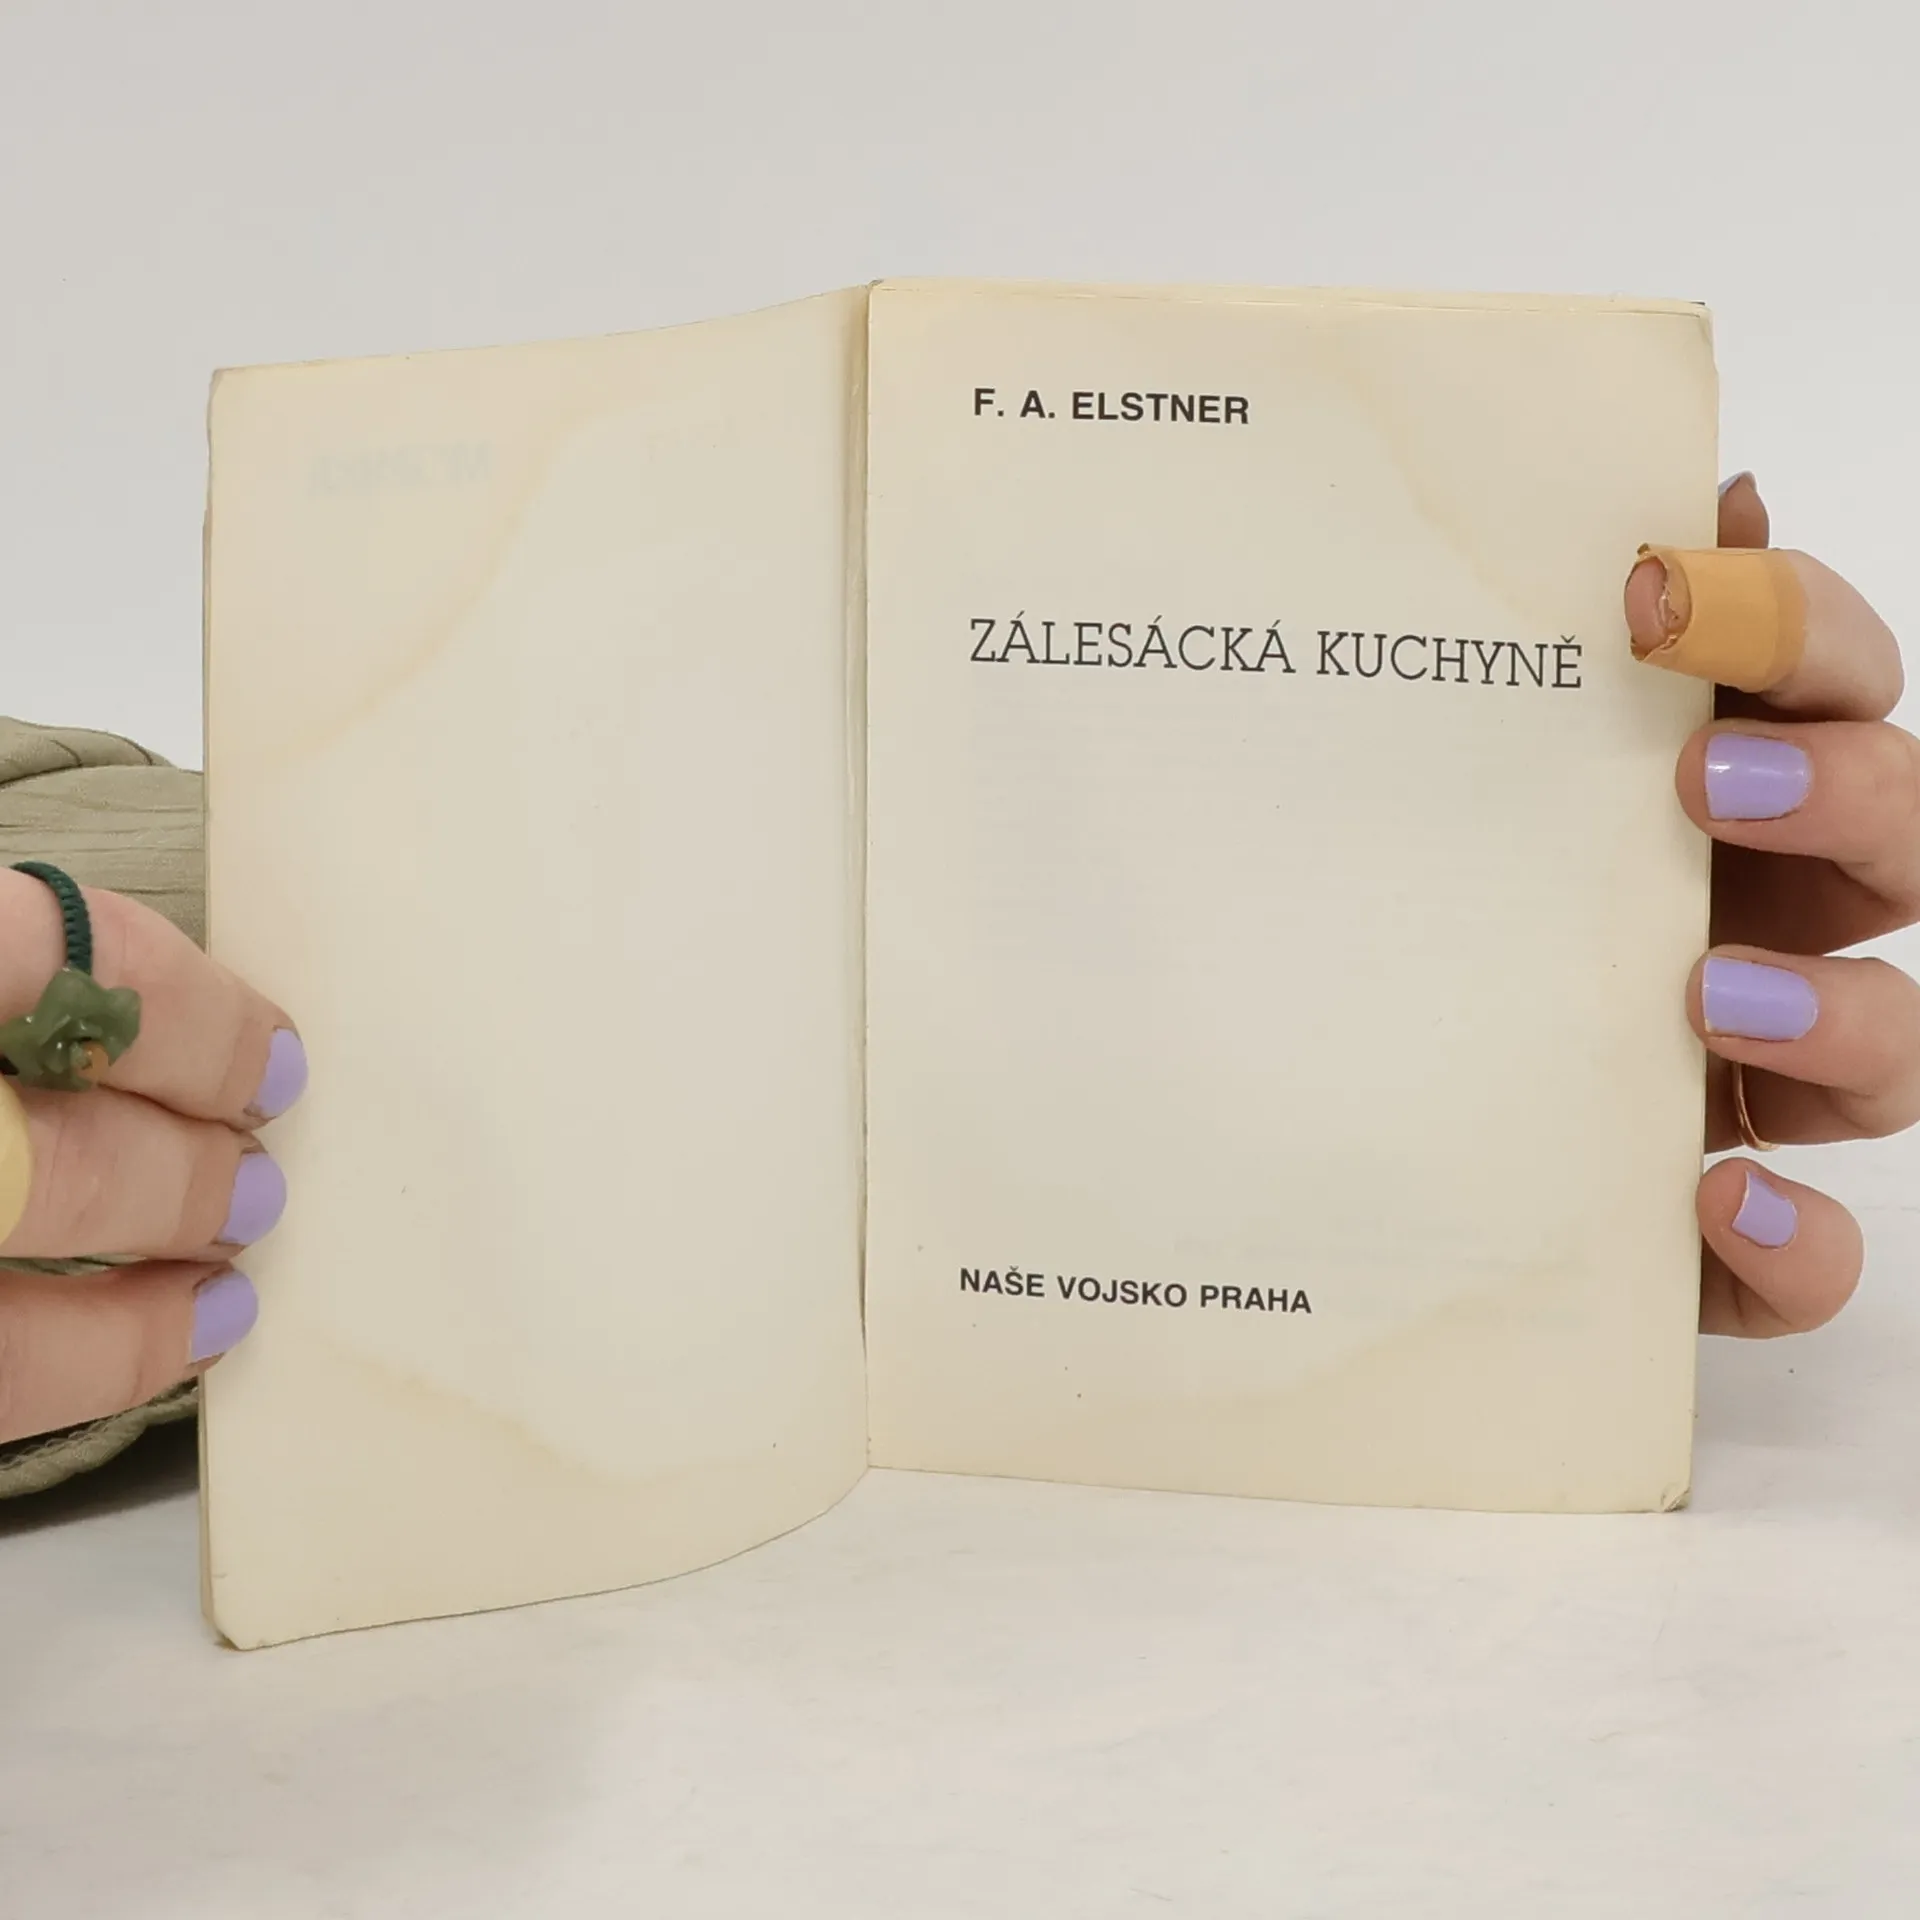 F. A. ELSTNER
ZÁLESÁCKÁ KUCHYNĚ
NAŠE VOJSKO PRAHA